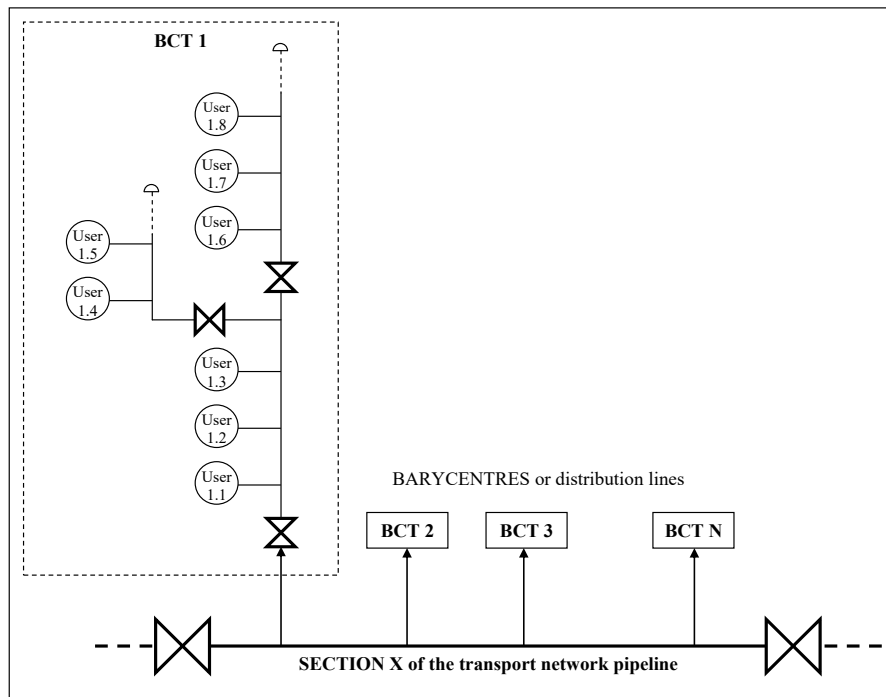 BCT 1
User
1.8
User
1.7
User
1.6
User
1.5
User
1.4
User
1.3
User
1.2
User
1.1
BARYCENTRES or distribution lines
BCT 2
BCT 3
BCT N
SECTION X of the transport network pipeline